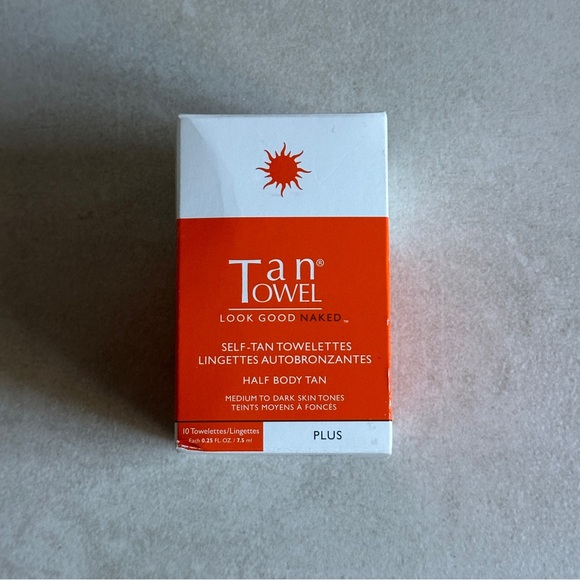 Tan®
TOWEL
LOOK GOOD NAKED™
SELF-TAN TOWELETTES
LINGETTES AUTOBRONZANTES
HALF BODY TAN
MEDIUM TO DARK SKIN TONES
TEINTS MOYENS À FONCÉS
10 Towelettes/Lingettes
Each 0.25 FL. OZ. / 7.5 ml
PLUS